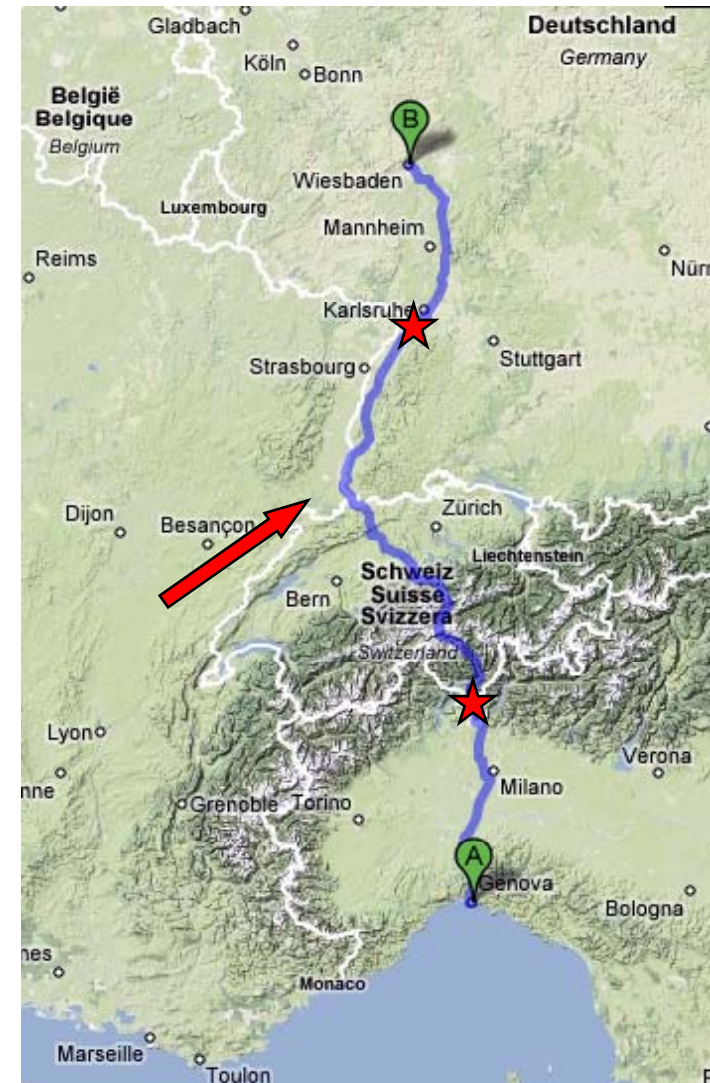 Gladbach
Deutschland
Germany
Köln
Bonn
België
Belgique
Belgium
B
Wiesbaden
Luxembourg
Mannheim
Reims
Nürn
Karlsruhe
Strasbourg
Stuttgart
Dijon
Besançon
Zürich
Liechtenstein
Schweiz
Suisse
Svizzera
Bern
Switzerland
Lyon
Verona
nne
Milano
Grenoble
Torino
A
Genova
Bologna
nes
Monaco
Marseille
Toulon